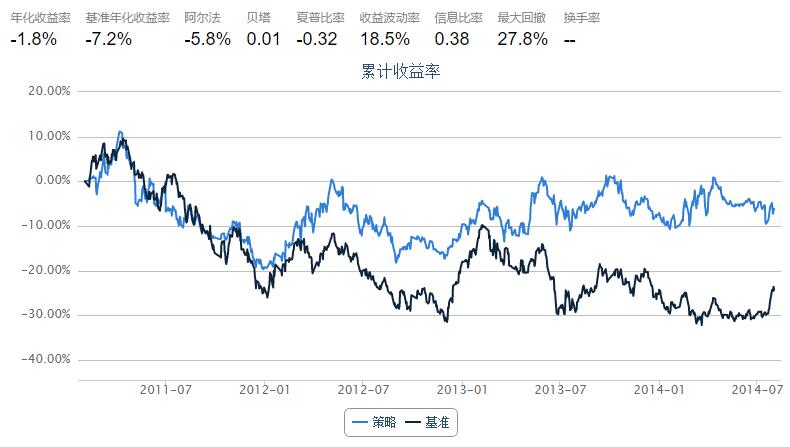 年化收益率 基准年化收益率 阿尔法 贝塔 夏普比率 收益波动率 信息比率 最大回撤 换手率
-1.8% -7.2% -5.8% 0.01 -0.32 18.5% 0.38 27.8% --
累计收益率
20.00%
10.00%
0.00%
-10.00%
-20.00%
-30.00%
-40.00%
2011-07 2012-01 2012-07 2013-01 2013-07 2014-01 2014-07
策略 基准